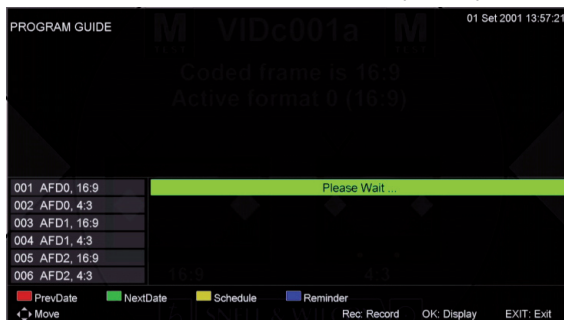 PROGRAM GUIDE
01 Set 2001 13:57:21
M VIDc001a M
TEST TEST
Coded frame is 16:9
Active format 0 (16:9)
001 AFD0, 16:9 Please Wait ...
002 AFD0, 4:3
003 AFD1, 16:9
004 AFD1, 4:3
005 AFD2, 16:9
006 AFD2, 4:3
16:9 4:3
PrevDate NextDate Schedule Reminder
Move Rec: Record OK: Display EXIT: Exit